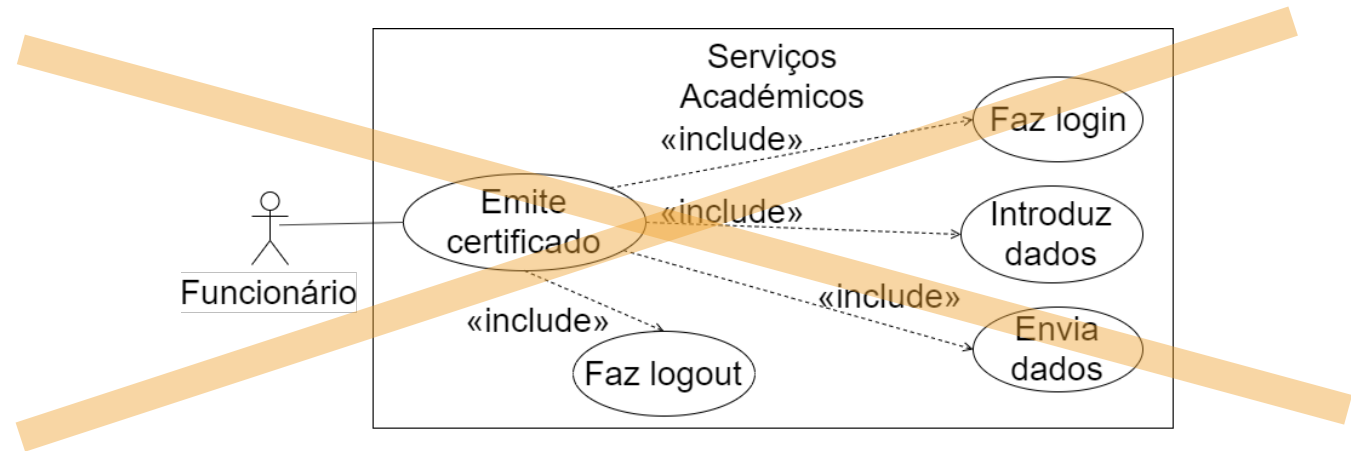 Serviços
Académicos
«include»
Faz login
Emite
certificado
«include»
Introduz
dados
Funcionário
«include»
«include»
Envia
dados
Faz logout